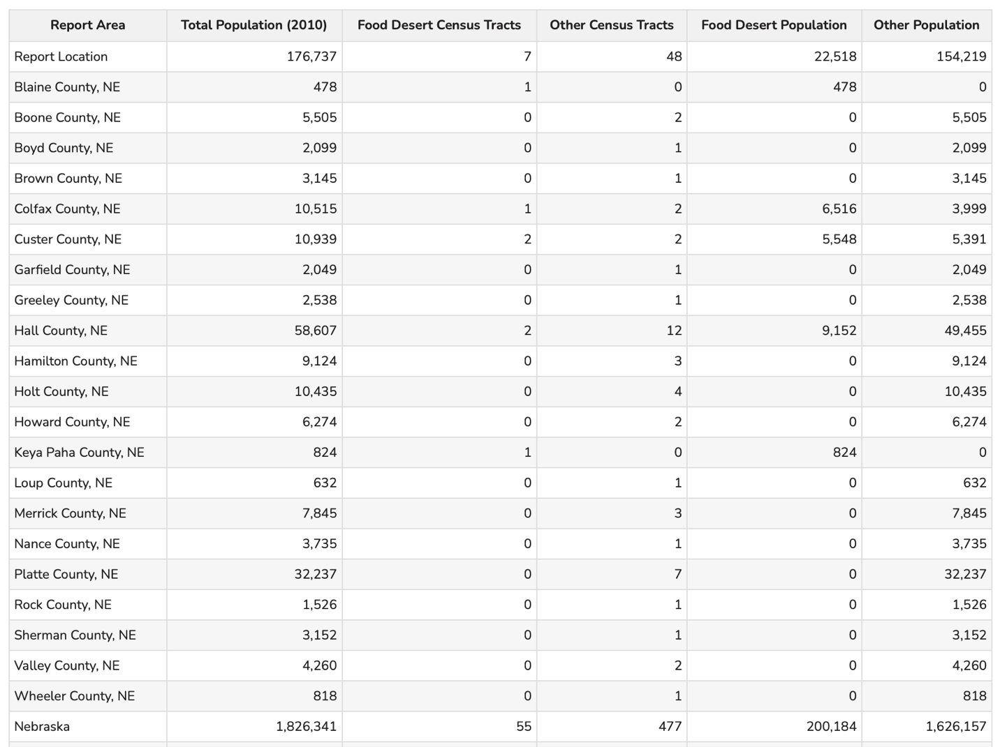 Report Area Total Population (2010) Food Desert Census Tracts Other Census Tracts Food Desert Population Other Population
Report Location 176,737 7 48 22,518 154,219
Blaine County, NE 478 1 0 478 0
Boone County, NE 5,505 0 2 0 5,505
Boyd County, NE 2,099 0 1 0 2,099
Brown County, NE 3,145 0 1 0 3,145
Colfax County, NE 10,515 1 2 6,516 3,999
Custer County, NE 10,939 2 2 5,548 5,391
Garfield County, NE 2,049 0 1 0 2,049
Greeley County, NE 2,538 0 1 0 2,538
Hall County, NE 58,607 2 12 9,152 49,455
Hamilton County, NE 9,124 0 3 0 9,124
Holt County, NE 10,435 0 4 0 10,435
Howard County, NE 6,274 0 2 0 6,274
Keya Paha County, NE 824 1 0 824 0
Loup County, NE 632 0 1 0 632
Merrick County, NE 7,845 0 3 0 7,845
Nance County, NE 3,735 0 1 0 3,735
Platte County, NE 32,237 0 7 0 32,237
Rock County, NE 1,526 0 1 0 1,526
Sherman County, NE 3,152 0 1 0 3,152
Valley County, NE 4,260 0 2 0 4,260
Wheeler County, NE 818 0 1 0 818
Nebraska 1,826,341 55 477 200,184 1,626,157